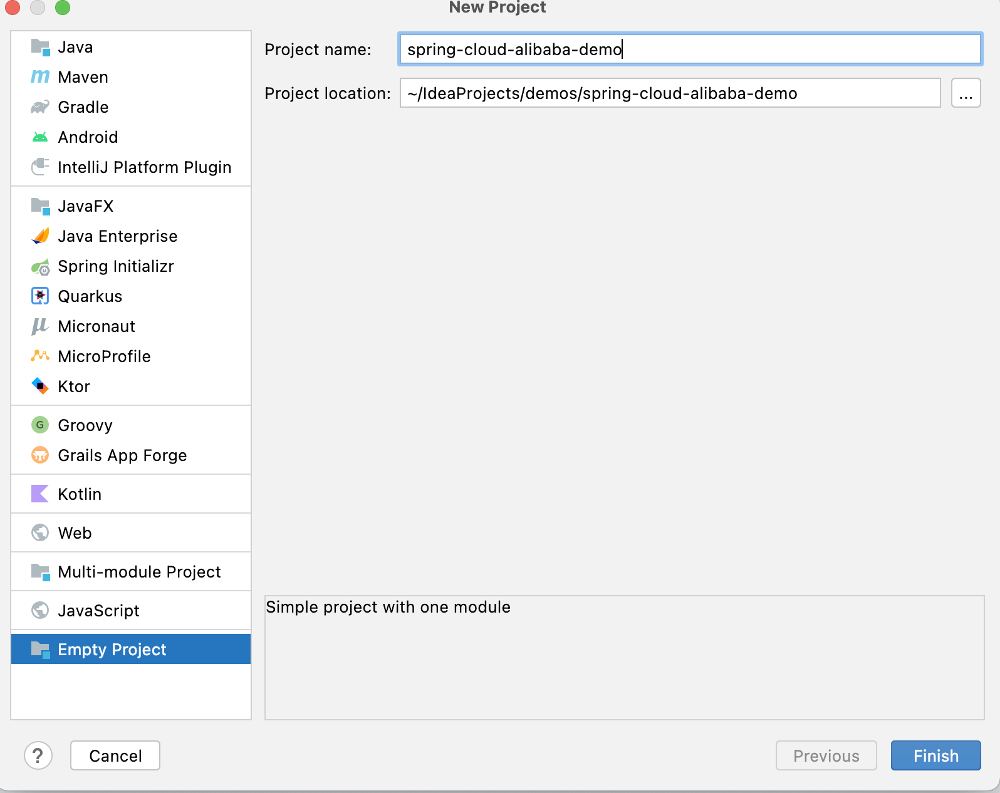 New Project
Java
Maven
Gradle
Android
IntelliJ Platform Plugin
JavaFX
Java Enterprise
Spring Initializr
Quarkus
Micronaut
MicroProfile
Ktor
G Groovy
Grails App Forge
Kotlin
Web
Multi-module Project
JavaScript
Empty Project
Project name: spring-cloud-alibaba-demo
Project location: ~/IdeaProjects/demos/spring-cloud-alibaba-demo ...
Simple project with one module
? Cancel Previous Finish